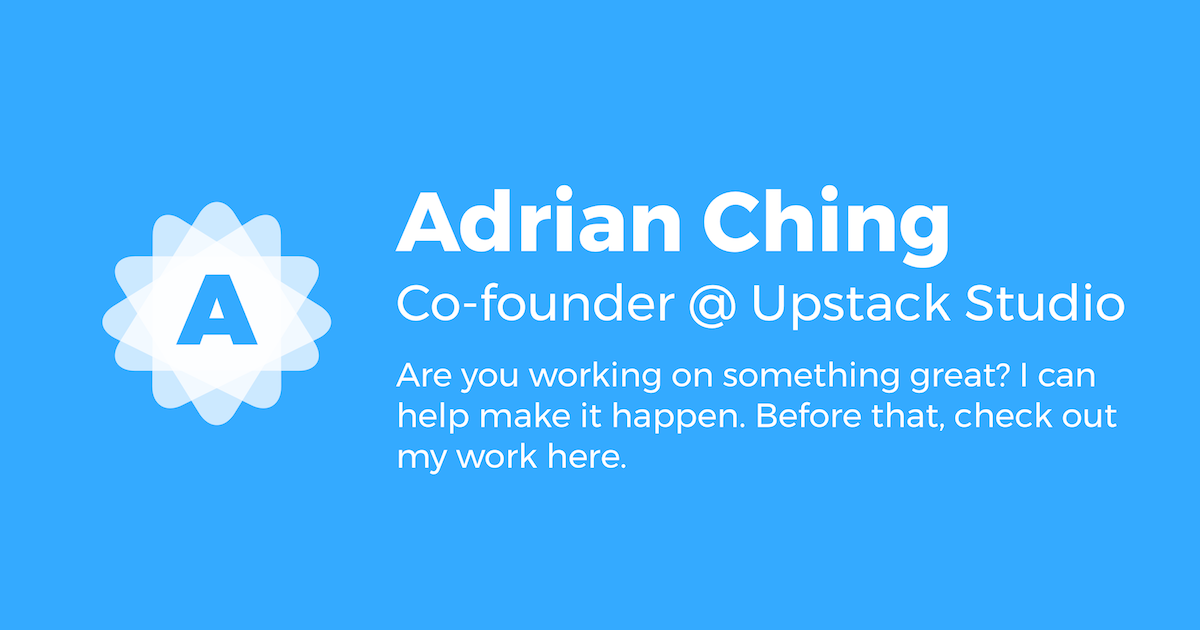 A
Adrian Ching
Co-founder @ Upstack Studio
Are you working on something great? I can
help make it happen. Before that, check out
my work here.